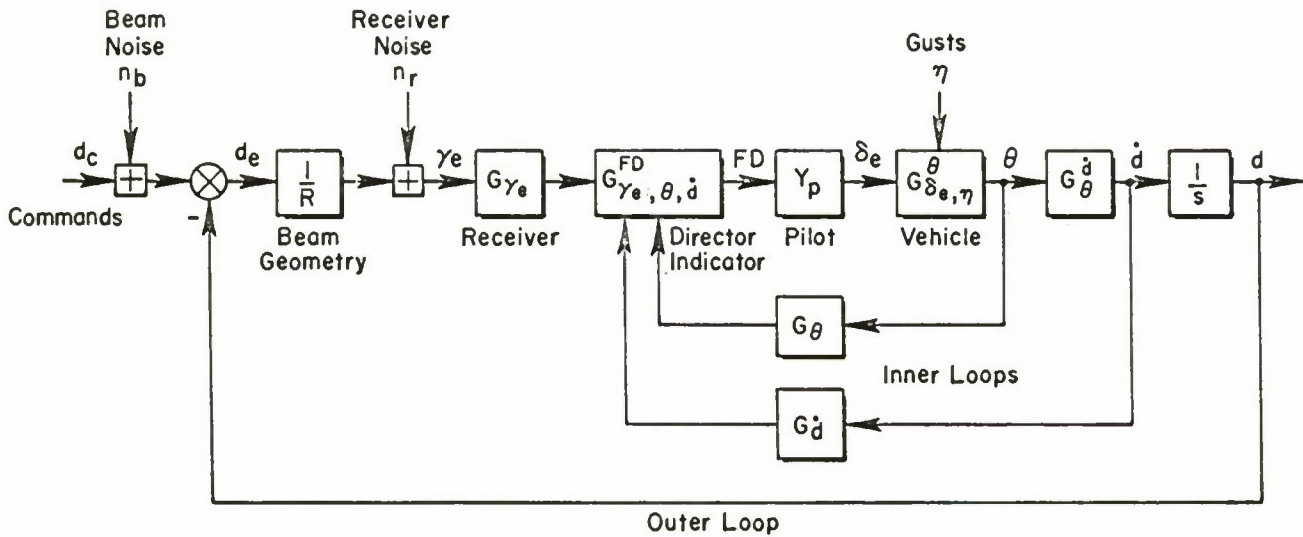 Beam
Noise
n_b
Receiver
Noise
n_r
Gusts
η
d_c
+
d_e
1/R
+
γ_e
G_γe
G^FD_γe, θ, ḋ
FD
Y_p
δ_e
G^θ_δe, η
θ
G^ḋ_θ
ḋ
1/s
d
Commands
-
Beam
Geometry
Receiver
Director
Indicator
Pilot
Vehicle
G_θ
Inner Loops
G_ḋ
Outer Loop